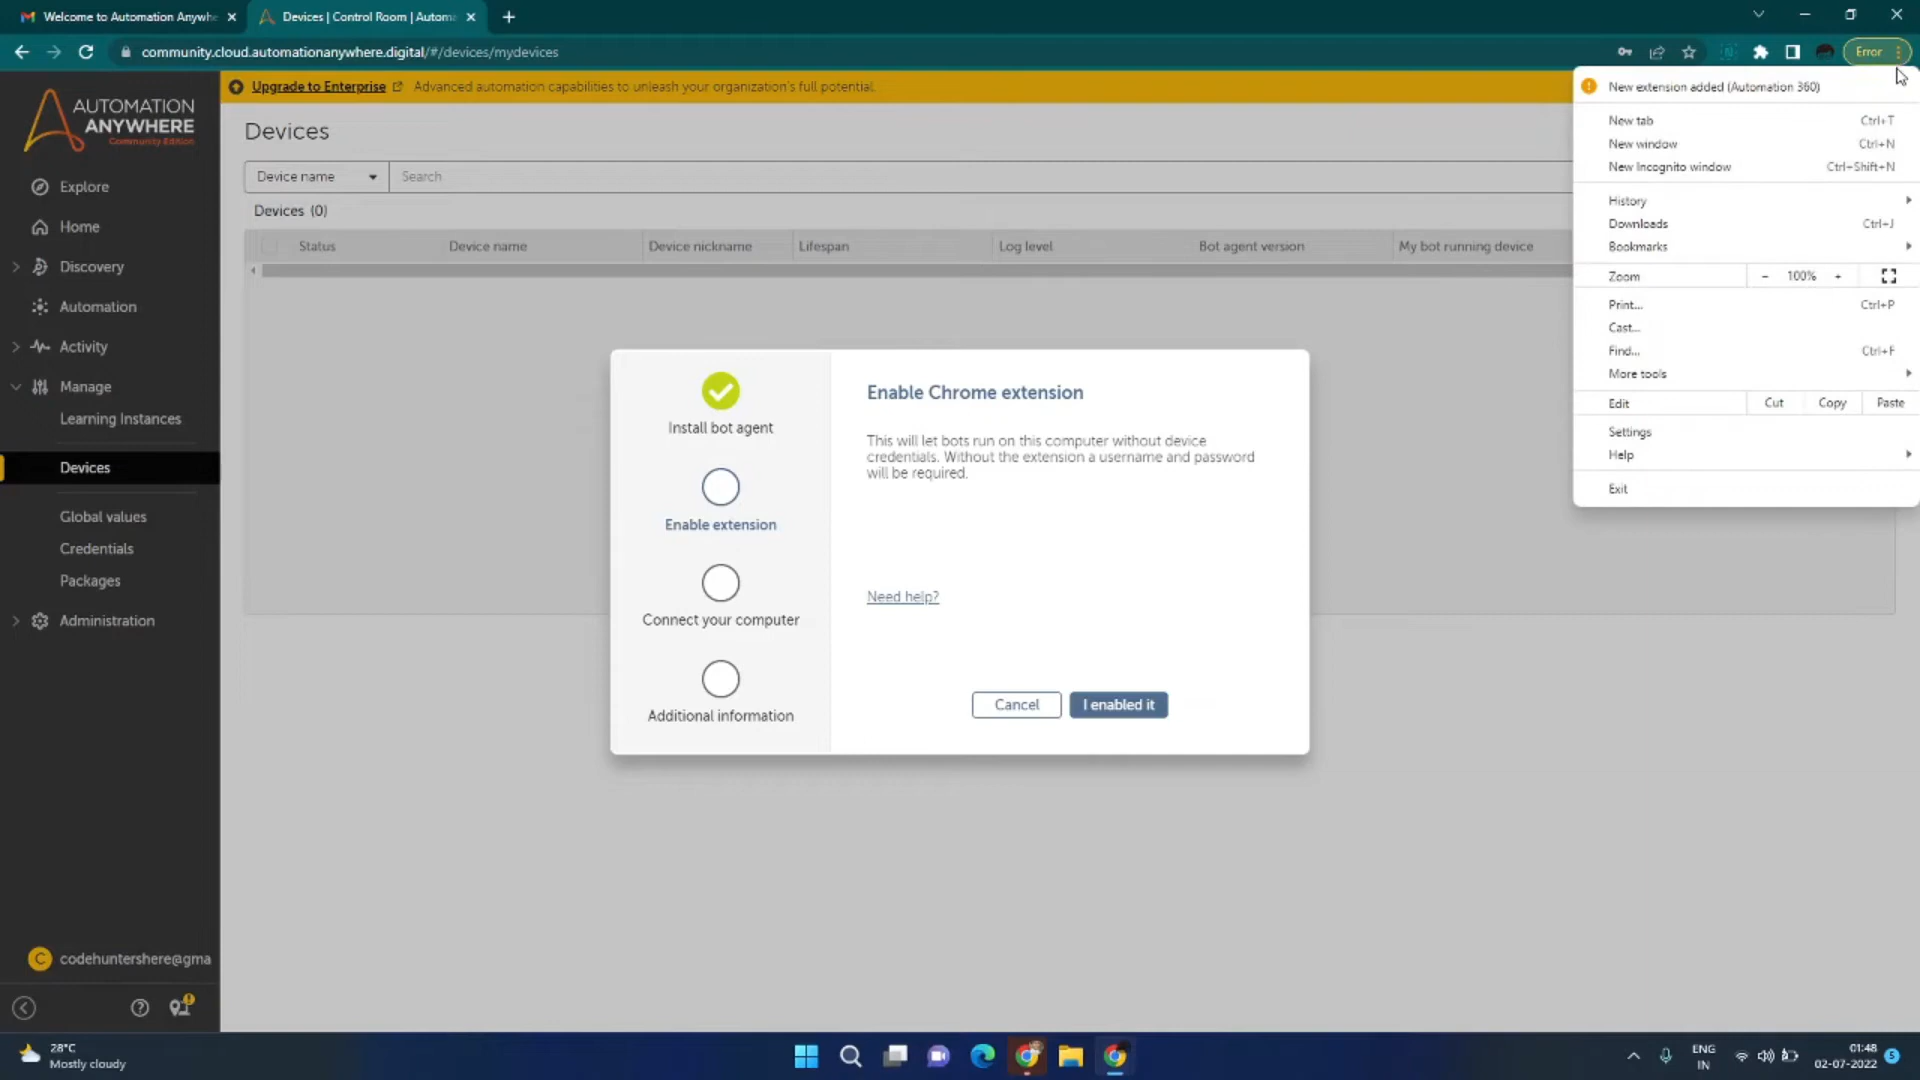 Welcome to Automation Anywhe
Devices | Control Room | Automa
community.cloud.automationanywhere.digital/#/devices/mydevices
Error
Upgrade to Enterprise Advanced automation capabilities to unleash your organization's full potential.
AUTOMATION
ANYWHERE
Community Edition
Explore
Home
Discovery
Automation
Activity
Manage
Learning Instances
Devices
Global values
Credentials
Packages
Administration
codehuntershere@gma
Devices
Device name
Search
Devices (0)
Status Device name Device nickname Lifespan Log level Bot agent version My bot running device
Install bot agent
Enable extension
Connect your computer
Additional information
Enable Chrome extension
This will let bots run on this computer without device
credentials. Without the extension a username and password
will be required.
Need help?
Cancel
I enabled it
New extension added (Automation 360)
New tab Ctrl+T
New window Ctrl+N
New Incognito window Ctrl+Shift+N
History
Downloads Ctrl+J
Bookmarks
Zoom - 100% +
Print... Ctrl+P
Cast...
Find... Ctrl+F
More tools
Edit Cut Copy Paste
Settings
Help
Exit
28°C
Mostly cloudy
ENG
IN
01:48
02-07-2022
5